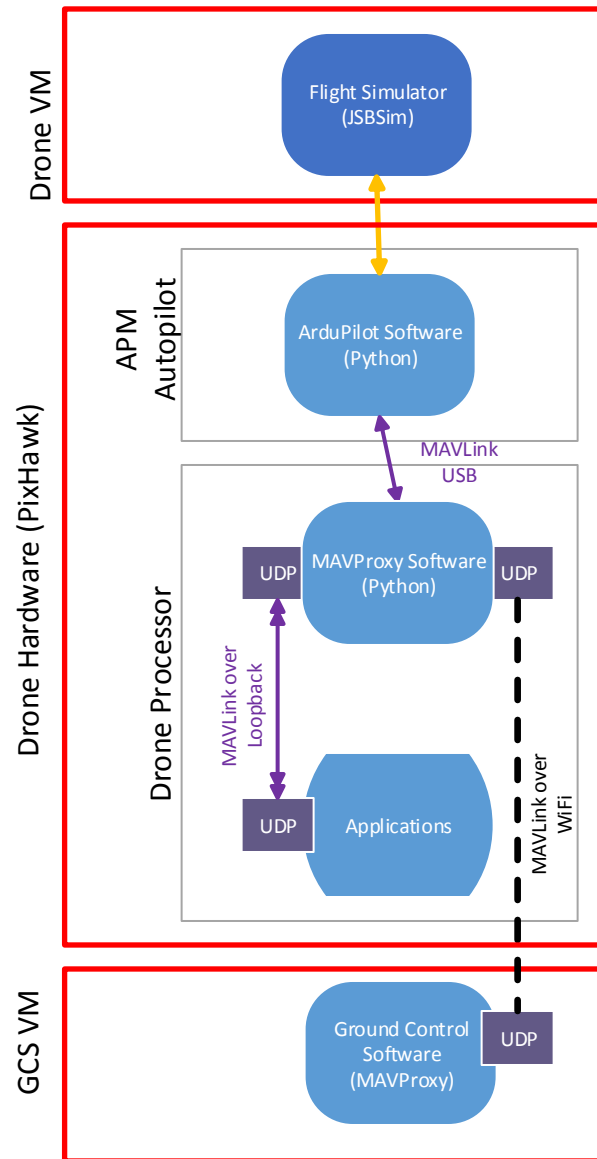 Drone VM
Flight Simulator
(JSBSim)
Drone Hardware (PixHawk)
APM
Autopilot
ArduPilot Software
(Python)
MAVLink
USB
Drone Processor
UDP
MAVProxy Software
(Python)
UDP
MAVLink over
Loopback
MAVLink over
WiFi
UDP
Applications
GCS VM
Ground Control
Software
(MAVProxy)
UDP